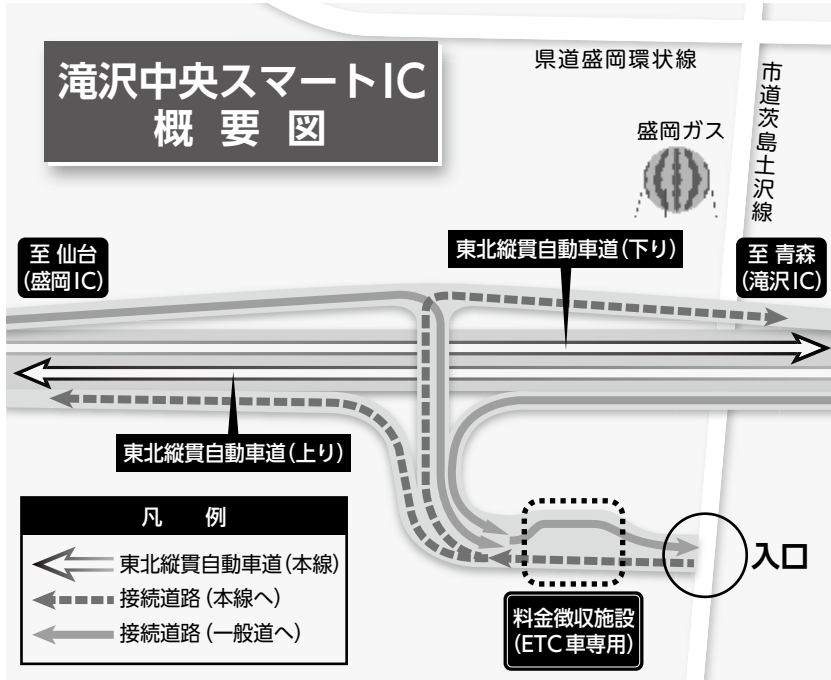 滝沢中央スマートIC
概要図
県道盛岡環状線
市道茨島土沢線
盛岡ガス
東北縦貫自動車道(下り)
至 仙台
(盛岡IC)
至 青森
(滝沢IC)
東北縦貫自動車道(上り)
凡 例
東北縦貫自動車道(本線)
接続道路(本線へ)
接続道路(一般道へ)
入口
料金徴収施設
(ETC車専用)